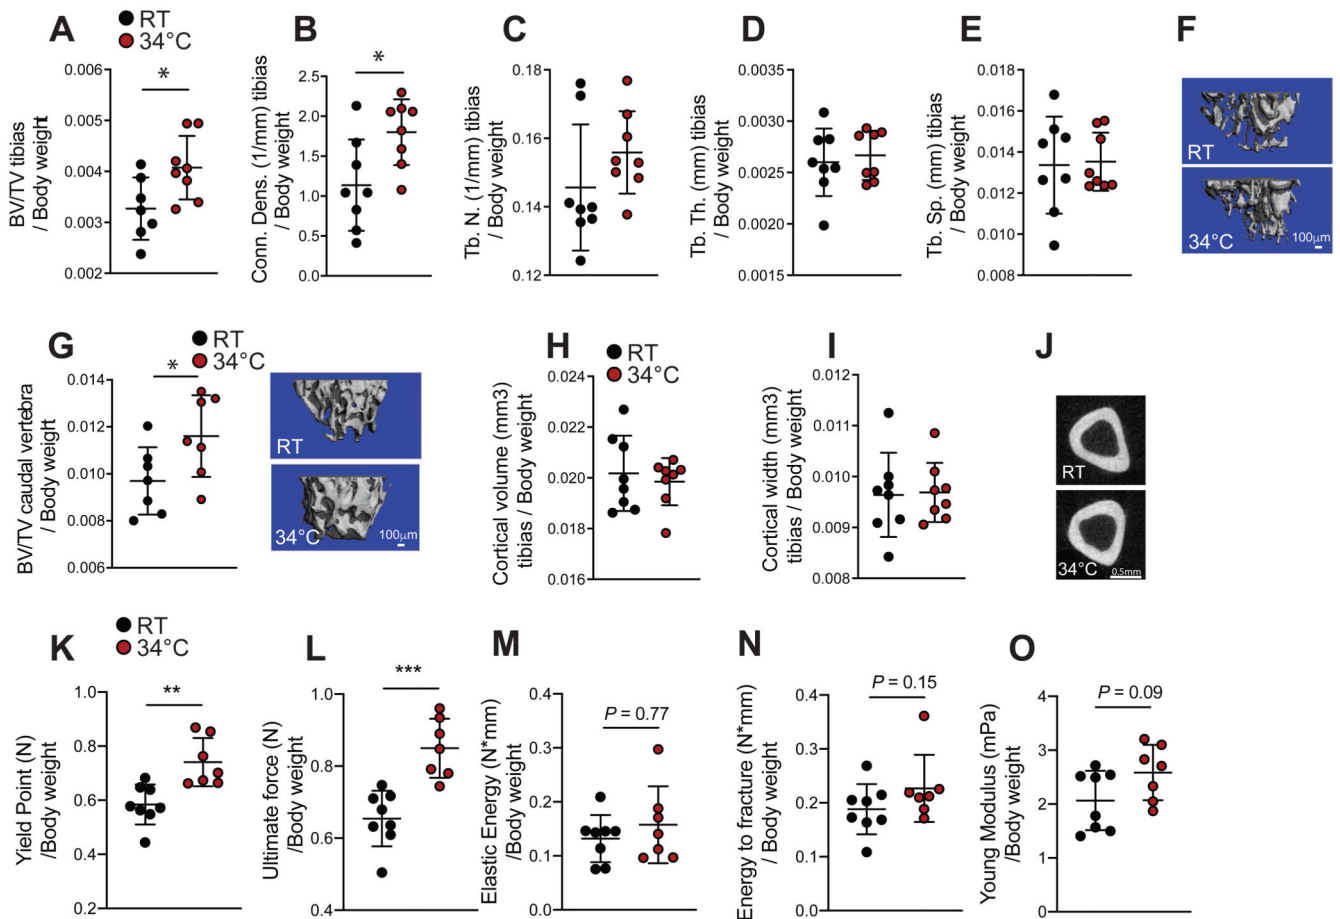 A
RT
34°C
BV/TV tibias
/ Body weight
0.006
0.005
0.004
0.003
0.002
*
B
Conn. Dens. (1/mm) tibias
/ Body weight
2.5
2.0
1.5
1.0
0.5
0.0
*
C
Tb. N. (1/mm) tibias
/ Body weight
0.18
0.16
0.14
0.12
D
Tb. Th. (mm) tibias
/ Body weight
0.0035
0.0030
0.0025
0.0020
0.0015
E
Tb. Sp. (mm) tibias
/ Body weight
0.018
0.016
0.014
0.012
0.010
0.008
F
RT
34°C
100μm
G
RT
34°C
BV/TV caudal vertebra
/ Body weight
0.014
0.012
0.010
0.008
0.006
*
RT
34°C
100μm
H
RT
34°C
Cortical volume (mm3)
tibias / Body weight
0.024
0.022
0.020
0.018
0.016
I
Cortical width (mm3)
tibias / Body weight
0.012
0.011
0.010
0.009
0.008
J
RT
34°C
0.5mm
K
RT
34°C
Yield Point (N)
/Body weight
1.0
0.8
0.6
0.4
0.2
**
L
Ultimate force (N)
/Body weight
1.0
0.8
0.6
0.4
***
M
Elastic Energy (N*mm)
/Body weight
0.4
0.3
0.2
0.1
0.0
P = 0.77
N
Energy to fracture (N*mm)
/ Body weight
0.4
0.3
0.2
0.1
0.0
P = 0.15
O
Young Modulus (mPa)
/Body weight
4
3
2
1
0
P = 0.09